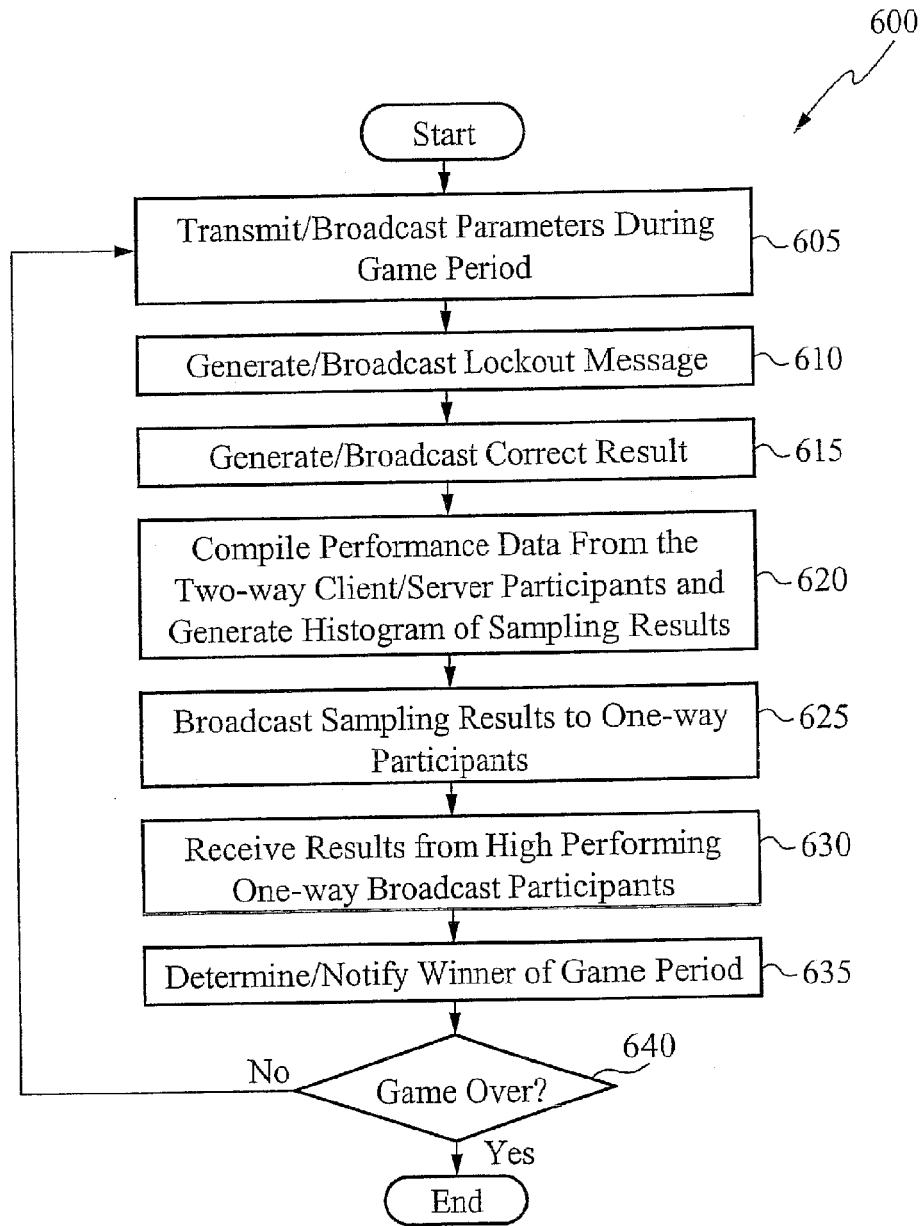 600
Start
Transmit/Broadcast Parameters During
Game Period
605
Generate/Broadcast Lockout Message
610
Generate/Broadcast Correct Result
615
Compile Performance Data From the
Two-way Client/Server Participants and
Generate Histogram of Sampling Results
620
Broadcast Sampling Results to One-way
Participants
625
Receive Results from High Performing
One-way Broadcast Participants
630
Determine/Notify Winner of Game Period
635
640
Game Over?
No
Yes
End